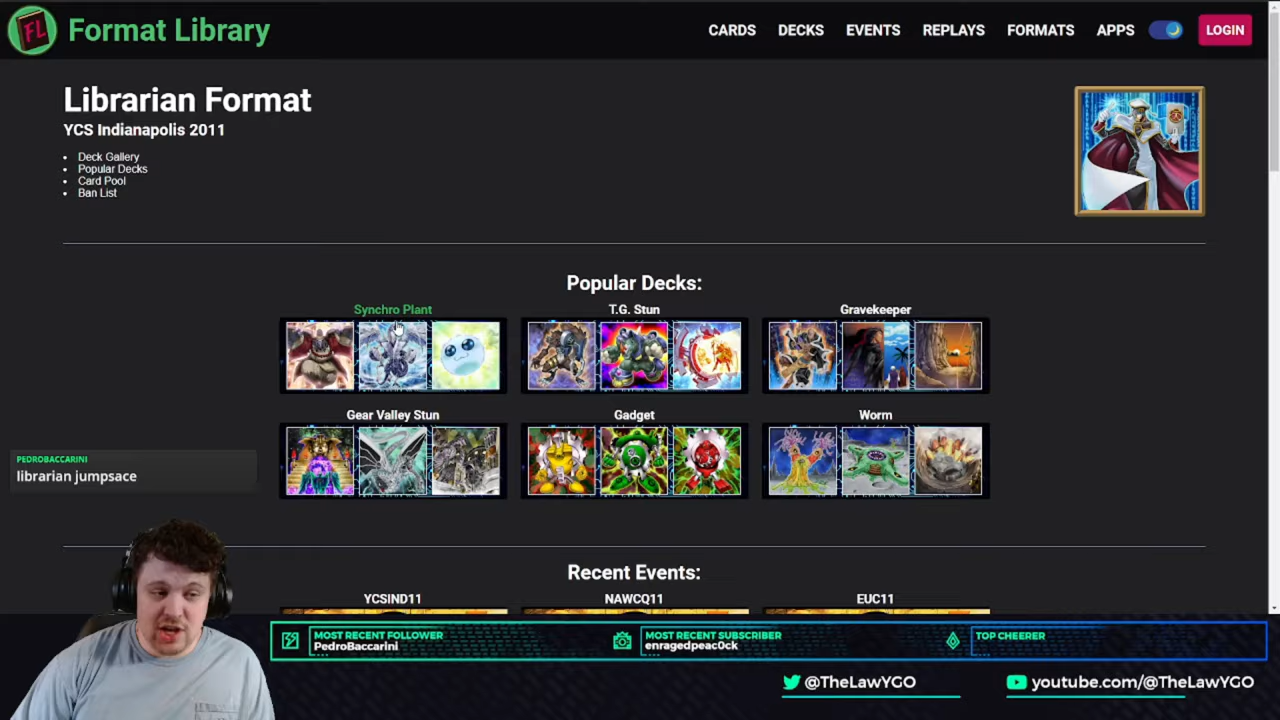 FL
Format Library
CARDS DECKS EVENTS REPLAYS FORMATS APPS LOGIN
Librarian Format
YCS Indianapolis 2011
Deck Gallery
Popular Decks
Card Pool
Ban List
Popular Decks:
Synchro Plant
T.G. Stun
Gravekeeper
Gear Valley Stun
Gadget
Worm
PEDROBACCARINI
librarian jumpsace
Recent Events:
YCSIND11
NAWCQ11
EUC11
MOST RECENT FOLLOWER
PedroBaccarini
MOST RECENT SUBSCRIBER
enragedpeac0ck
TOP CHEERER
@TheLawYGO
youtube.com/@TheLawYGO